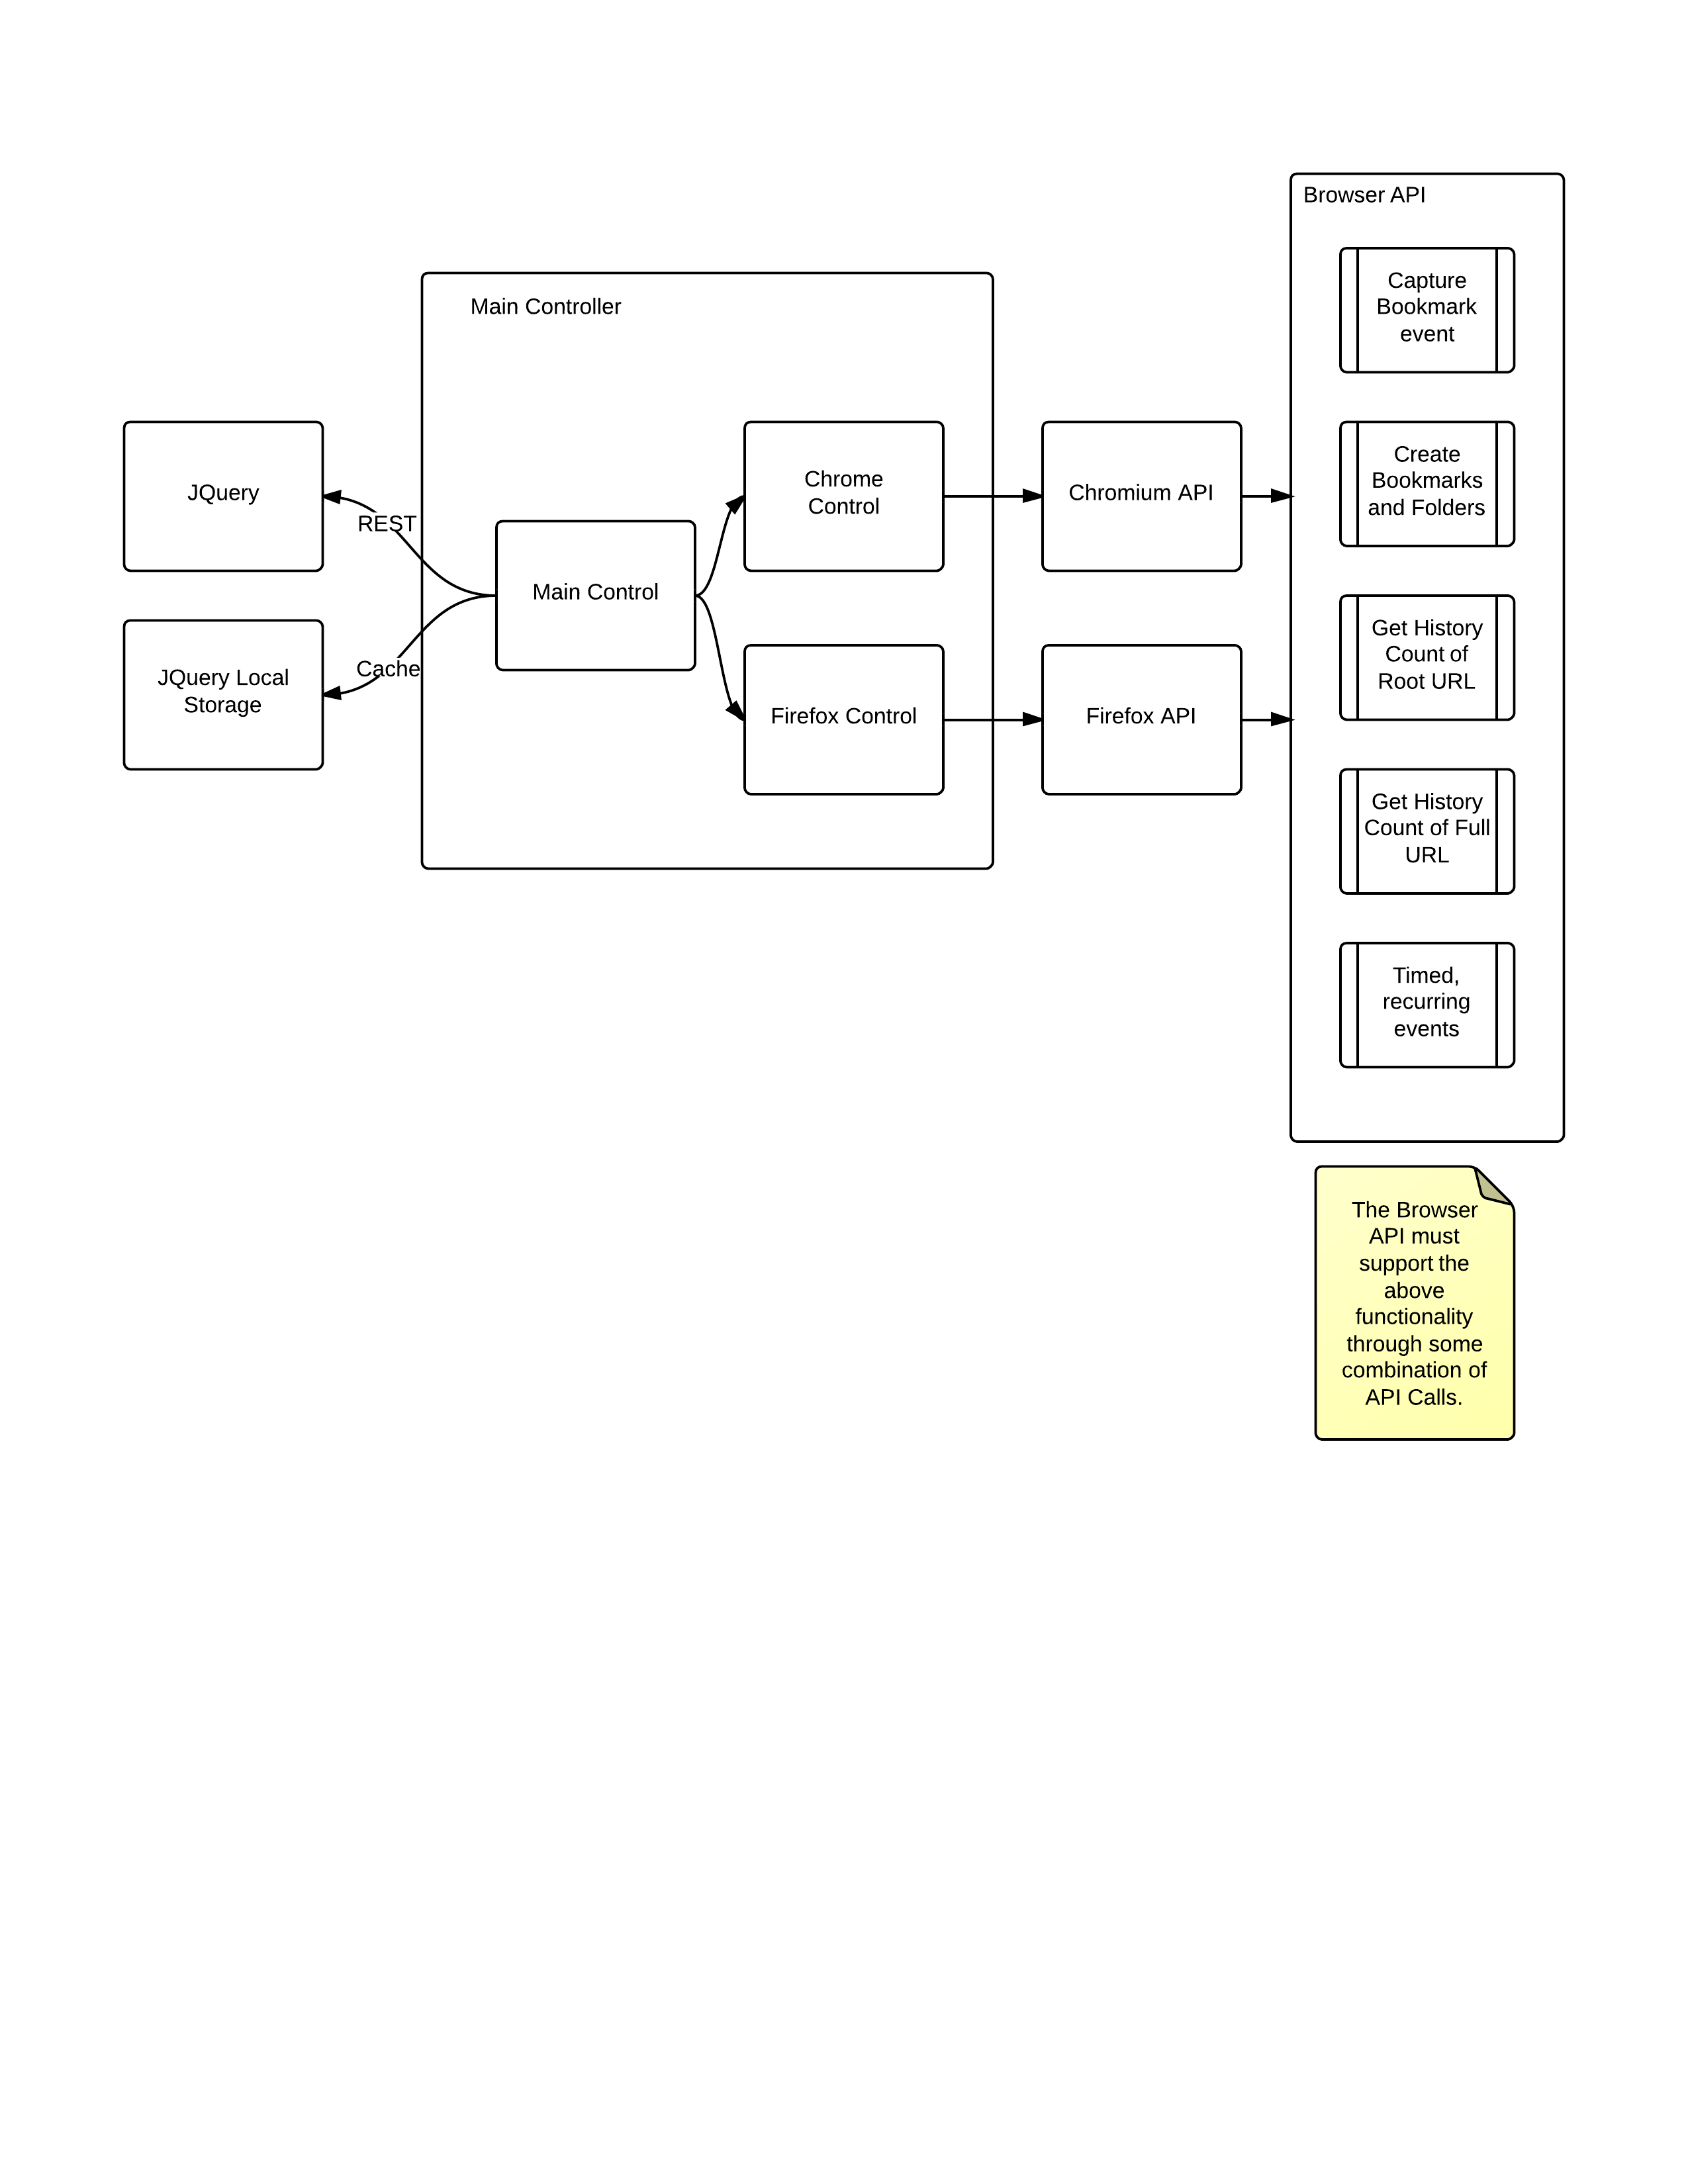 Browser API
Capture
Bookmark
event
Main Controller
Create
Bookmarks
and Folders
JQuery
REST
Chrome
Control
Chromium API
Main Control
Get History
Count of
Root URL
JQuery Local
Storage
Cache
Firefox Control
Firefox API
Get History
Count of Full
URL
Timed,
recurring
events
The Browser
API must
support the
above
functionality
through some
combination of
API Calls.